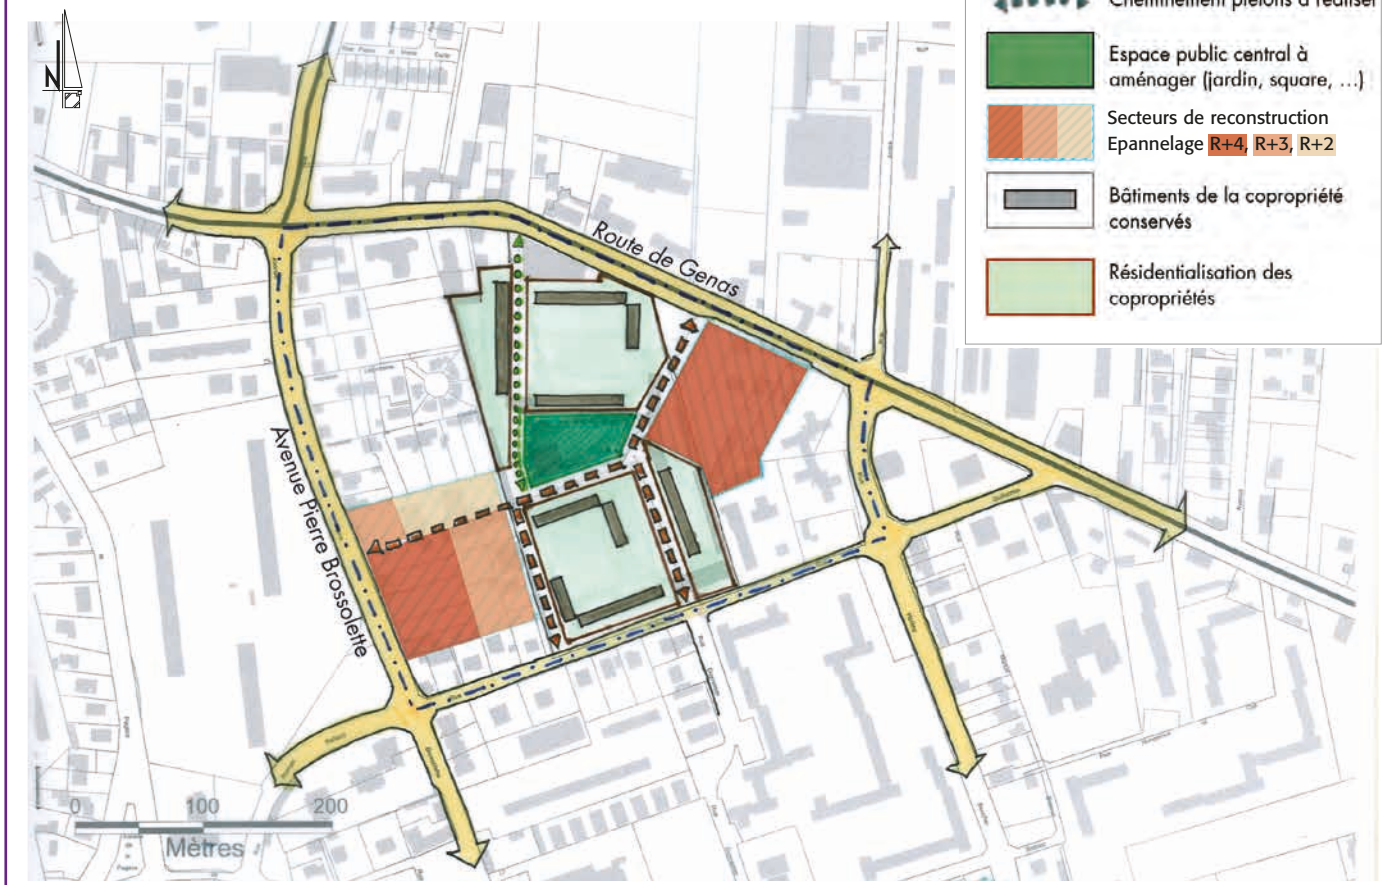 Cheminement piétons à réaliser
Espace public central à
aménager (jardin, square, ...)
Secteurs de reconstruction
Epannelage R+4, R+3, R+2
Bâtiments de la copropriété
conservés
Résidentialisation des
copropriétés
N
Route de Genas
Avenue Pierre Brossolette
0 100 200
Mètres